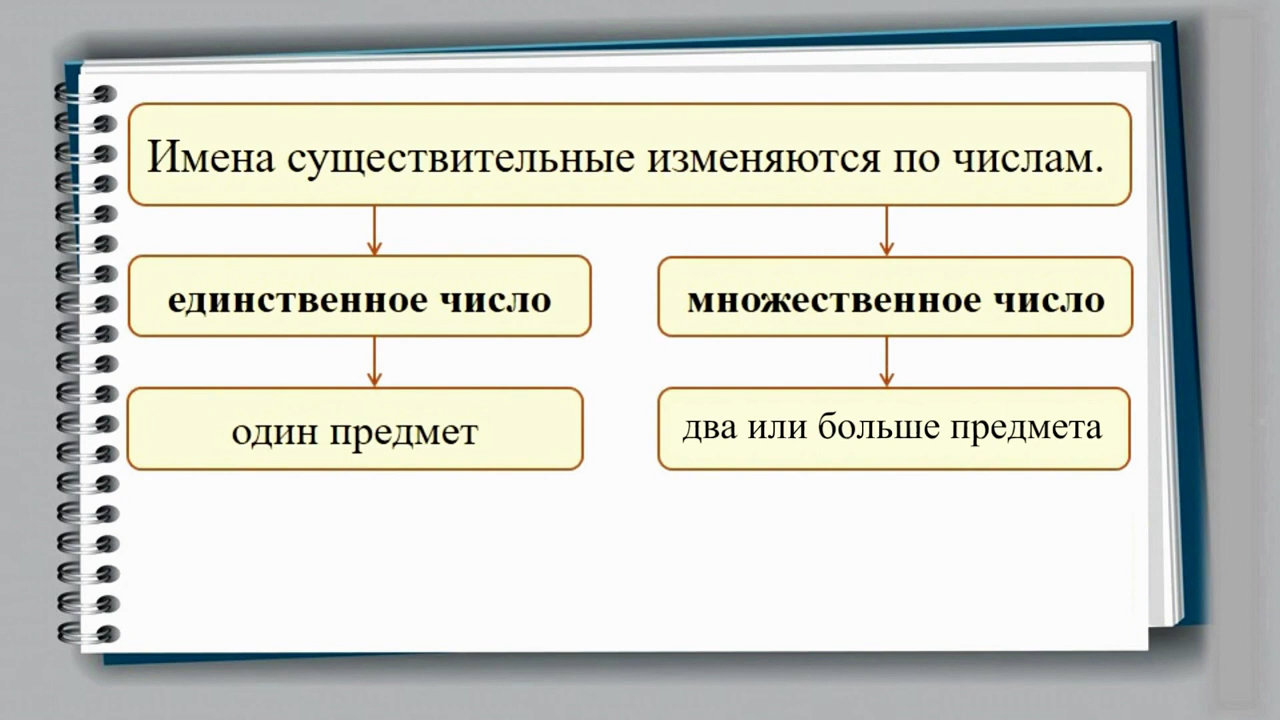 Имена существительные изменяются по числам.
единственное число
множественное число
один предмет
два или больше предмета